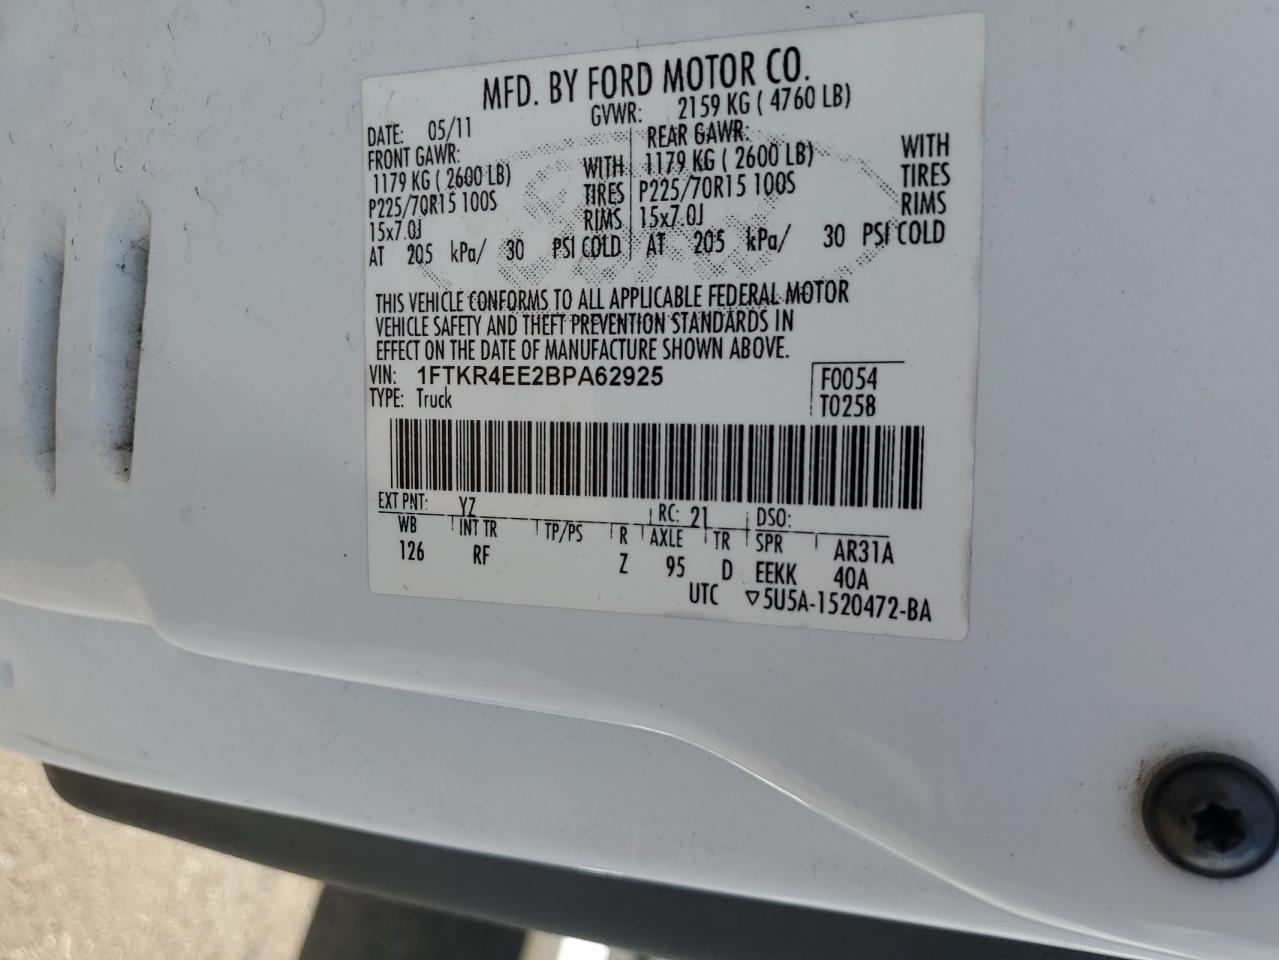 MFD. BY FORD MOTOR CO.
DATE: 05/11 GVWR: 2159 KG ( 4760 LB)
FRONT GAWR: REAR GAWR:
1179 KG ( 2600 LB) WITH 1179 KG ( 2600 LB) WITH
P225/70R15 100S TIRES P225/70R15 100S TIRES
15x7.0J RIMS 15x7.0J RIMS
AT 205 kPa/ 30 PSI COLD AT 205 kPa/ 30 PSI COLD
THIS VEHICLE CONFORMS TO ALL APPLICABLE FEDERAL MOTOR
VEHICLE SAFETY AND THEFT PREVENTION STANDARDS IN
EFFECT ON THE DATE OF MANUFACTURE SHOWN ABOVE.
VIN: 1FTKR4EE2BPA62925 F0054
TYPE: Truck T0258
EXT PNT: YZ RC: 21 DSO:
WB INT TR TP/PS R AXLE TR SPR AR31A
126 RF Z 95 D EEKK 40A
UTC ▽5U5A-1520472-BA